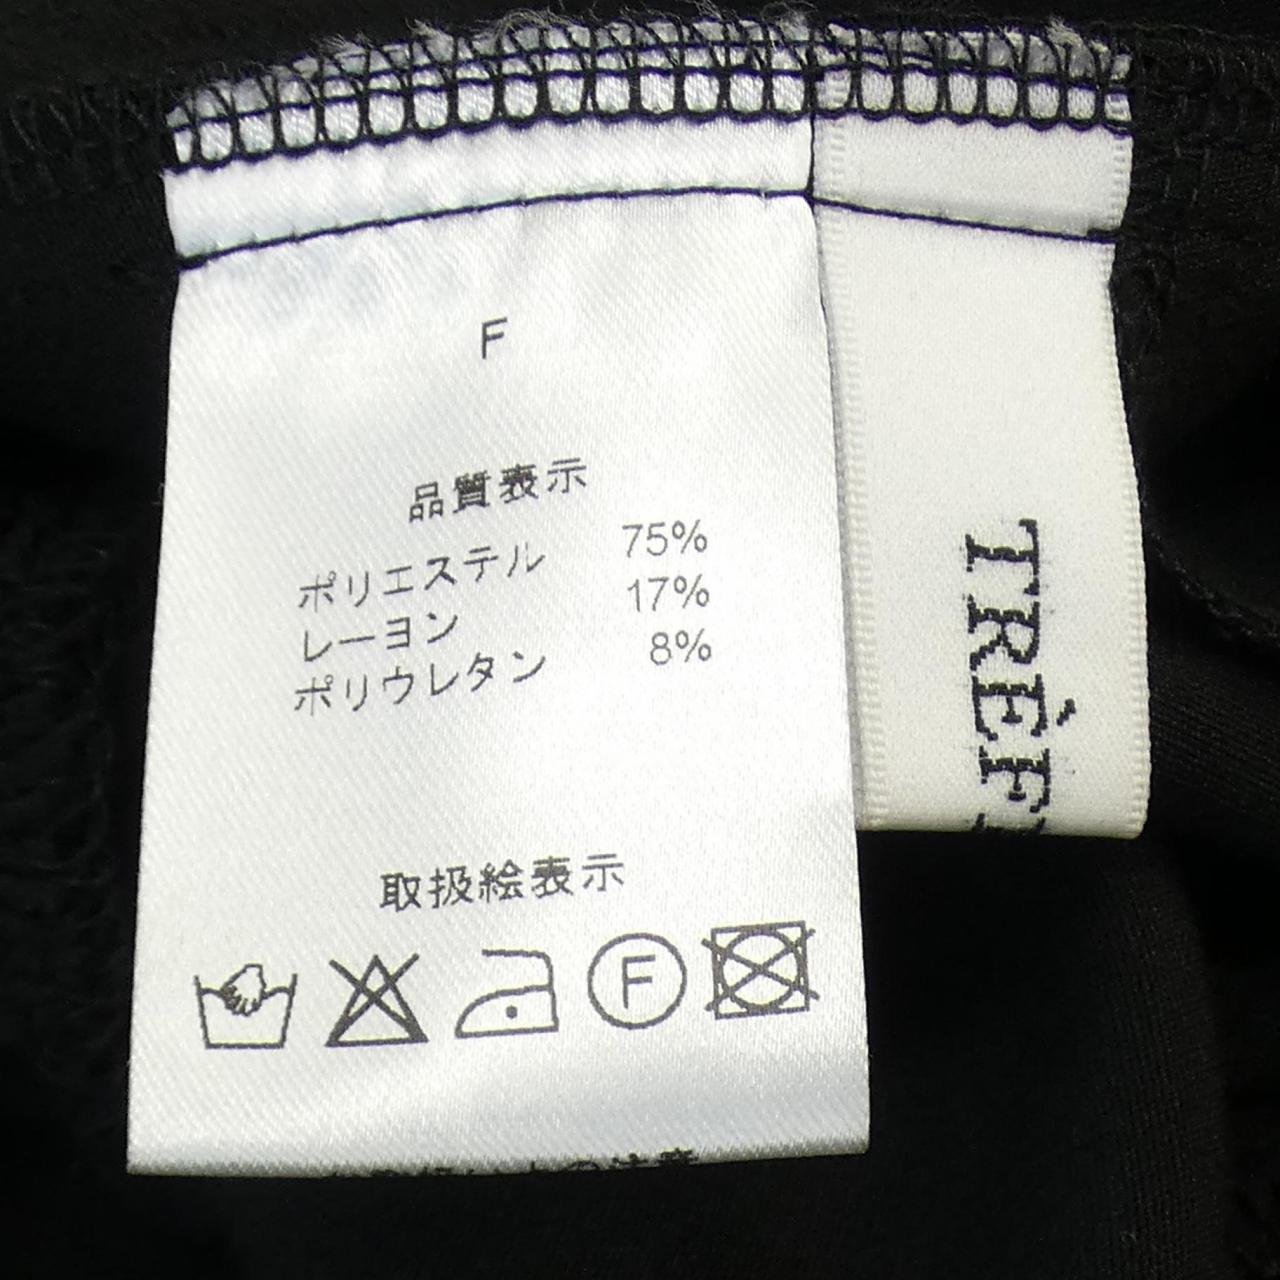 F
品質表示
ポリエステル 75%
レーヨン 17%
ポリウレタン 8%
取扱絵表示
F
TRÉF